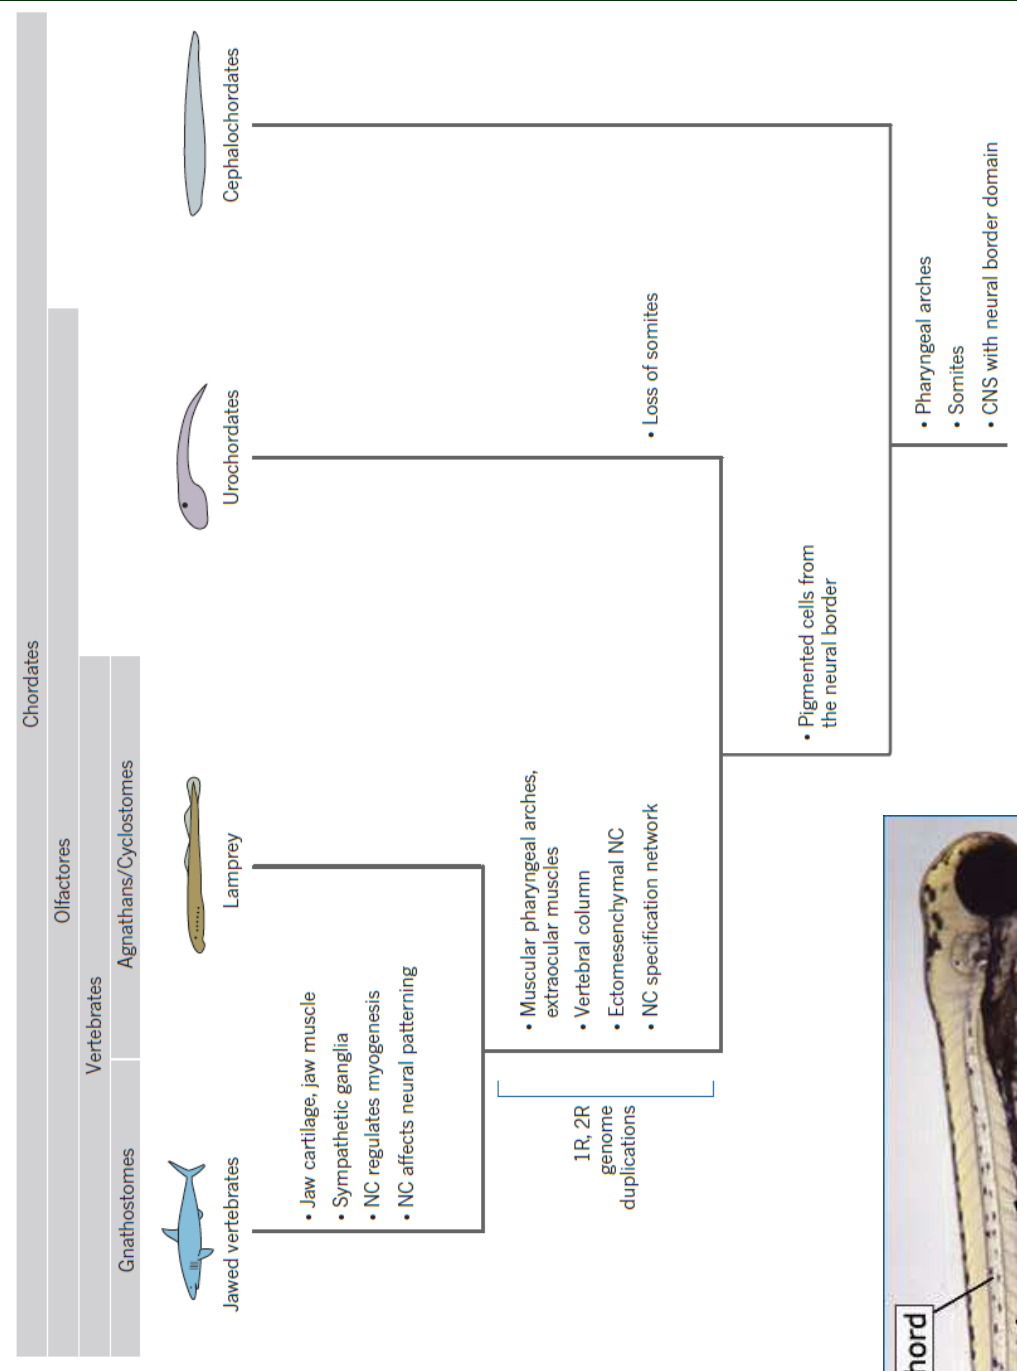 Chordates
Olfactores
Vertebrates
Gnathostomes
Agnathans/Cyclostomes
Jawed vertebrates
Lamprey
Urochordates
Cephalochordates
• Jaw cartilage, jaw muscle
• Sympathetic ganglia
• NC regulates myogenesis
• NC affects neural patterning
1R, 2R
genome
duplications
• Muscular pharyngeal arches,
extraocular muscles
• Vertebral column
• Ectomesenchymal NC
• NC specification network
• Loss of somites
• Pigmented cells from
the neural border
• Pharyngeal arches
• Somites
• CNS with neural border domain